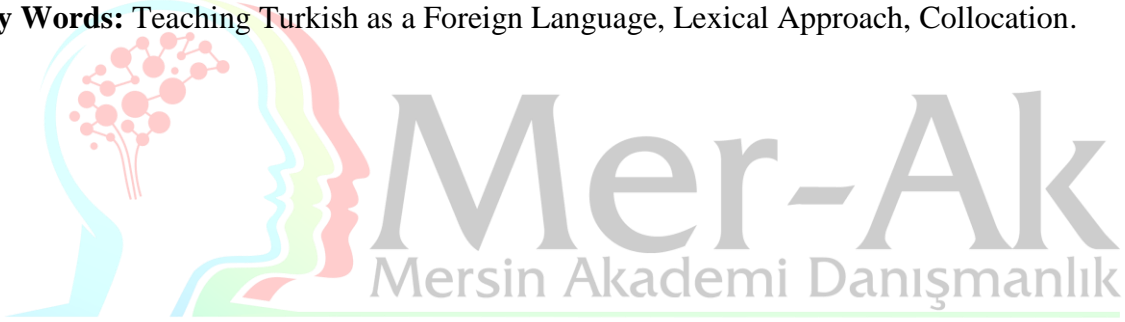 y Words: Teaching Turkish as a Foreign Language, Lexical Approach, Collocation.
Mer-Ak
Mersin Akademi Danışmanlık